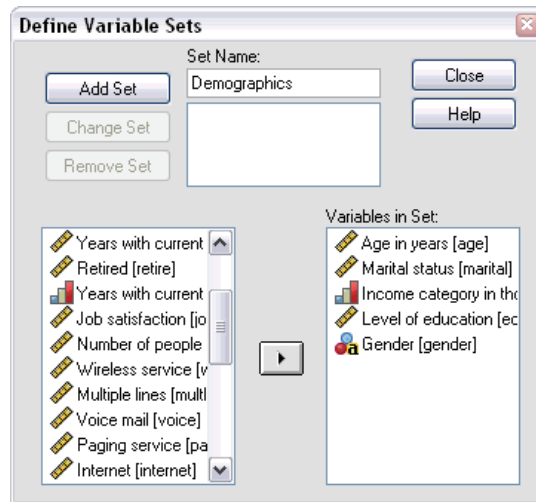 Define Variable Sets
Set Name:
Add Set
Demographics
Close
Change Set
Help
Remove Set
Variables in Set:
Years with current
Retired [retire]
Years with current
Job satisfaction [jo
Number of people
Wireless service [w
Multiple lines [multl
Voice mail [voice]
Paging service [pa
Internet [internet]
Age in years [age]
Marital status [marital]
Income category in tho
Level of education [ec
Gender [gender]